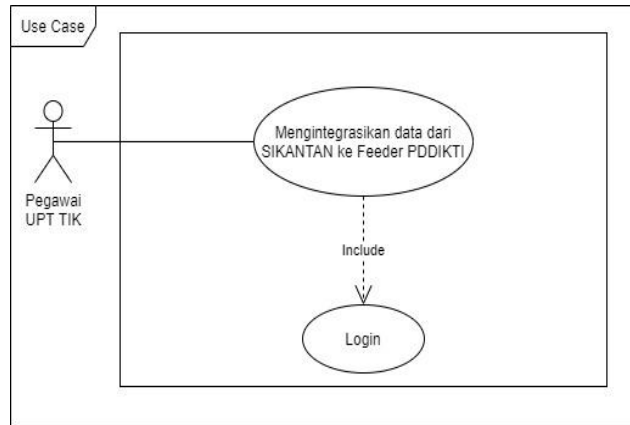 Use Case
Mengintegrasikan data dari
SIKANTAN ke Feeder PDDIKTI
Pegawai
UPT TIK
Include
Login